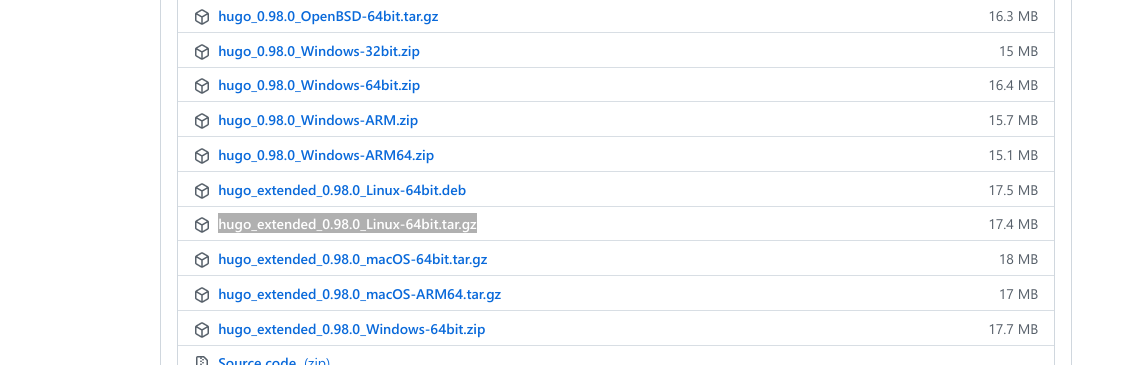 hugo_0.98.0_OpenBSD-64bit.tar.gz 16.3 MB
hugo_0.98.0_Windows-32bit.zip 15 MB
hugo_0.98.0_Windows-64bit.zip 16.4 MB
hugo_0.98.0_Windows-ARM.zip 15.7 MB
hugo_0.98.0_Windows-ARM64.zip 15.1 MB
hugo_extended_0.98.0_Linux-64bit.deb 17.5 MB
hugo_extended_0.98.0_Linux-64bit.tar.gz 17.4 MB
hugo_extended_0.98.0_macOS-64bit.tar.gz 18 MB
hugo_extended_0.98.0_macOS-ARM64.tar.gz 17 MB
hugo_extended_0.98.0_Windows-64bit.zip 17.7 MB
Source code (zip)